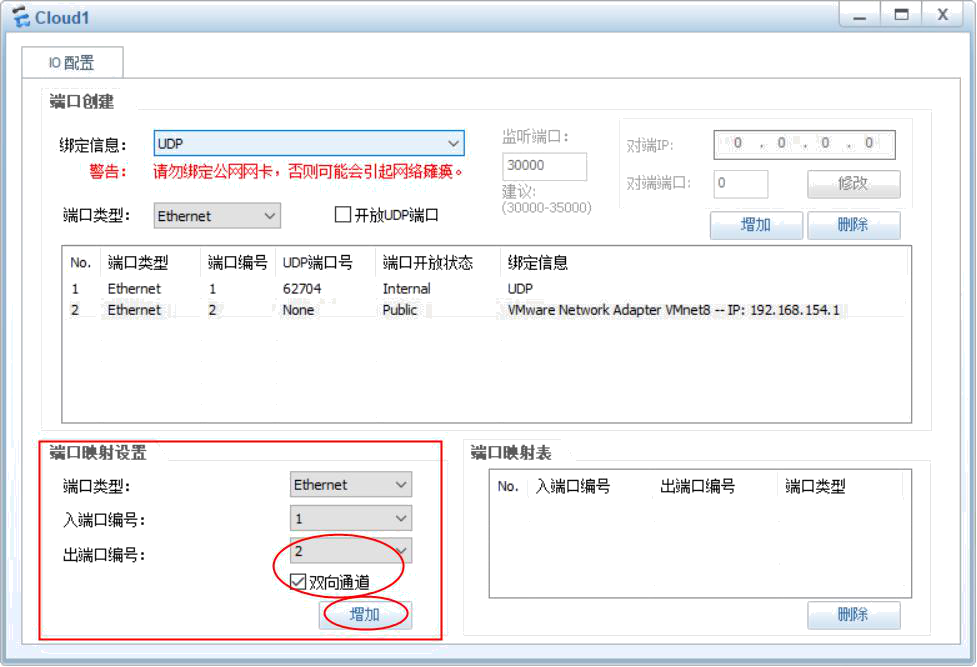 Cloud1
IO 配置
端口创建
绑定信息: UDP
警告: 请勿绑定公网网卡，否则可能会引起网络瘫痪。
端口类型: Ethernet 开放UDP端口
监听端口:
30000
建议:
(30000-35000)
对端IP: 0 . 0 . 0 . 0
对端端口: 0 修改
增加 删除
No. 端口类型 端口编号 UDP端口号 端口开放状态 绑定信息
1 Ethernet 1 62704 Internal UDP
2 Ethernet 2 None Public VMware Network Adapter VMnet8 -- IP: 192.168.154.1
端口映射设置
端口类型: Ethernet
入端口编号: 1
出端口编号: 2
双向通道
增加
端口映射表
No. 入端口编号 出端口编号 端口类型
删除